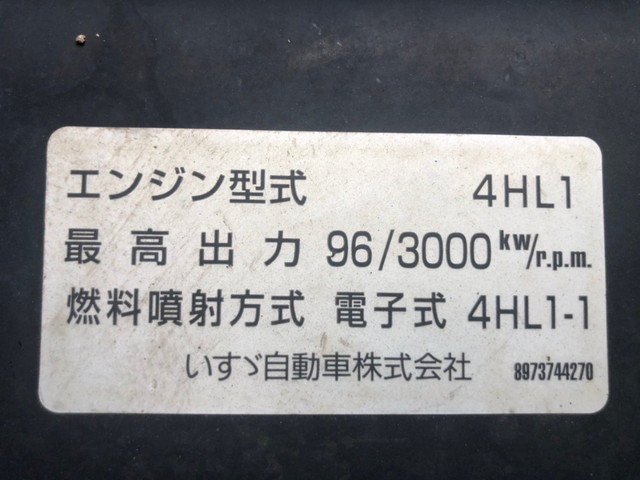 エンジン型式 4HL1
最高出力 96/3000 kw/r.p.m.
燃料噴射方式 電子式 4HL1-1
いすゞ自動車株式会社 8973744270